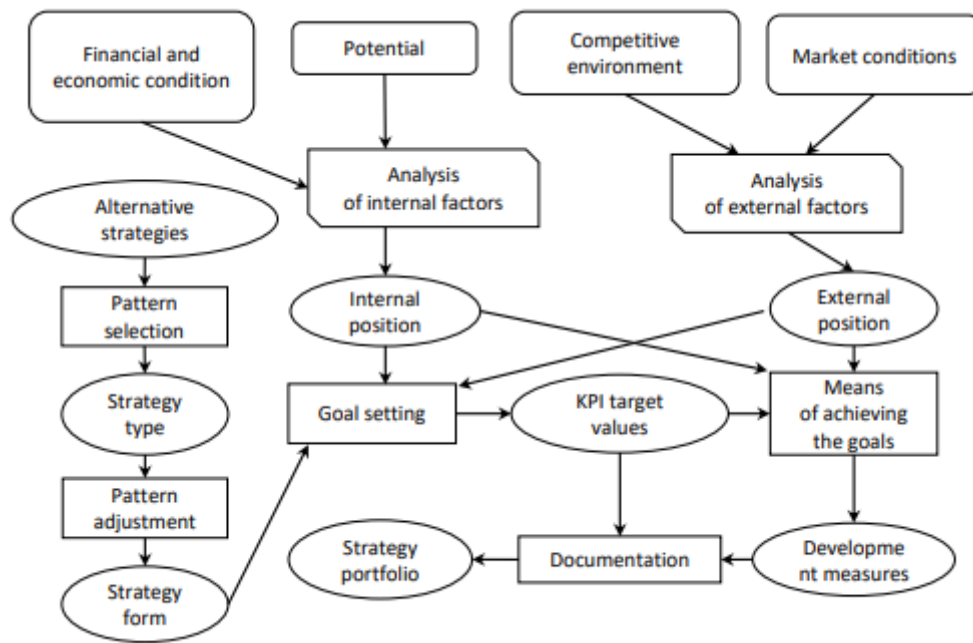 Financial and
economic condition
Potential
Competitive
environment
Market conditions
Analysis
of internal factors
Analysis
of external factors
Alternative
strategies
Pattern
selection
Internal
position
External
position
Strategy
type
Goal setting
KPI target
values
Means
of achieving
the goals
Pattern
adjustment
Strategy
form
Strategy
portfolio
Documentation
Developme
nt measures